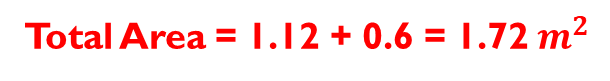 Total Area = 1.12 + 0.6 = 1.72 m²